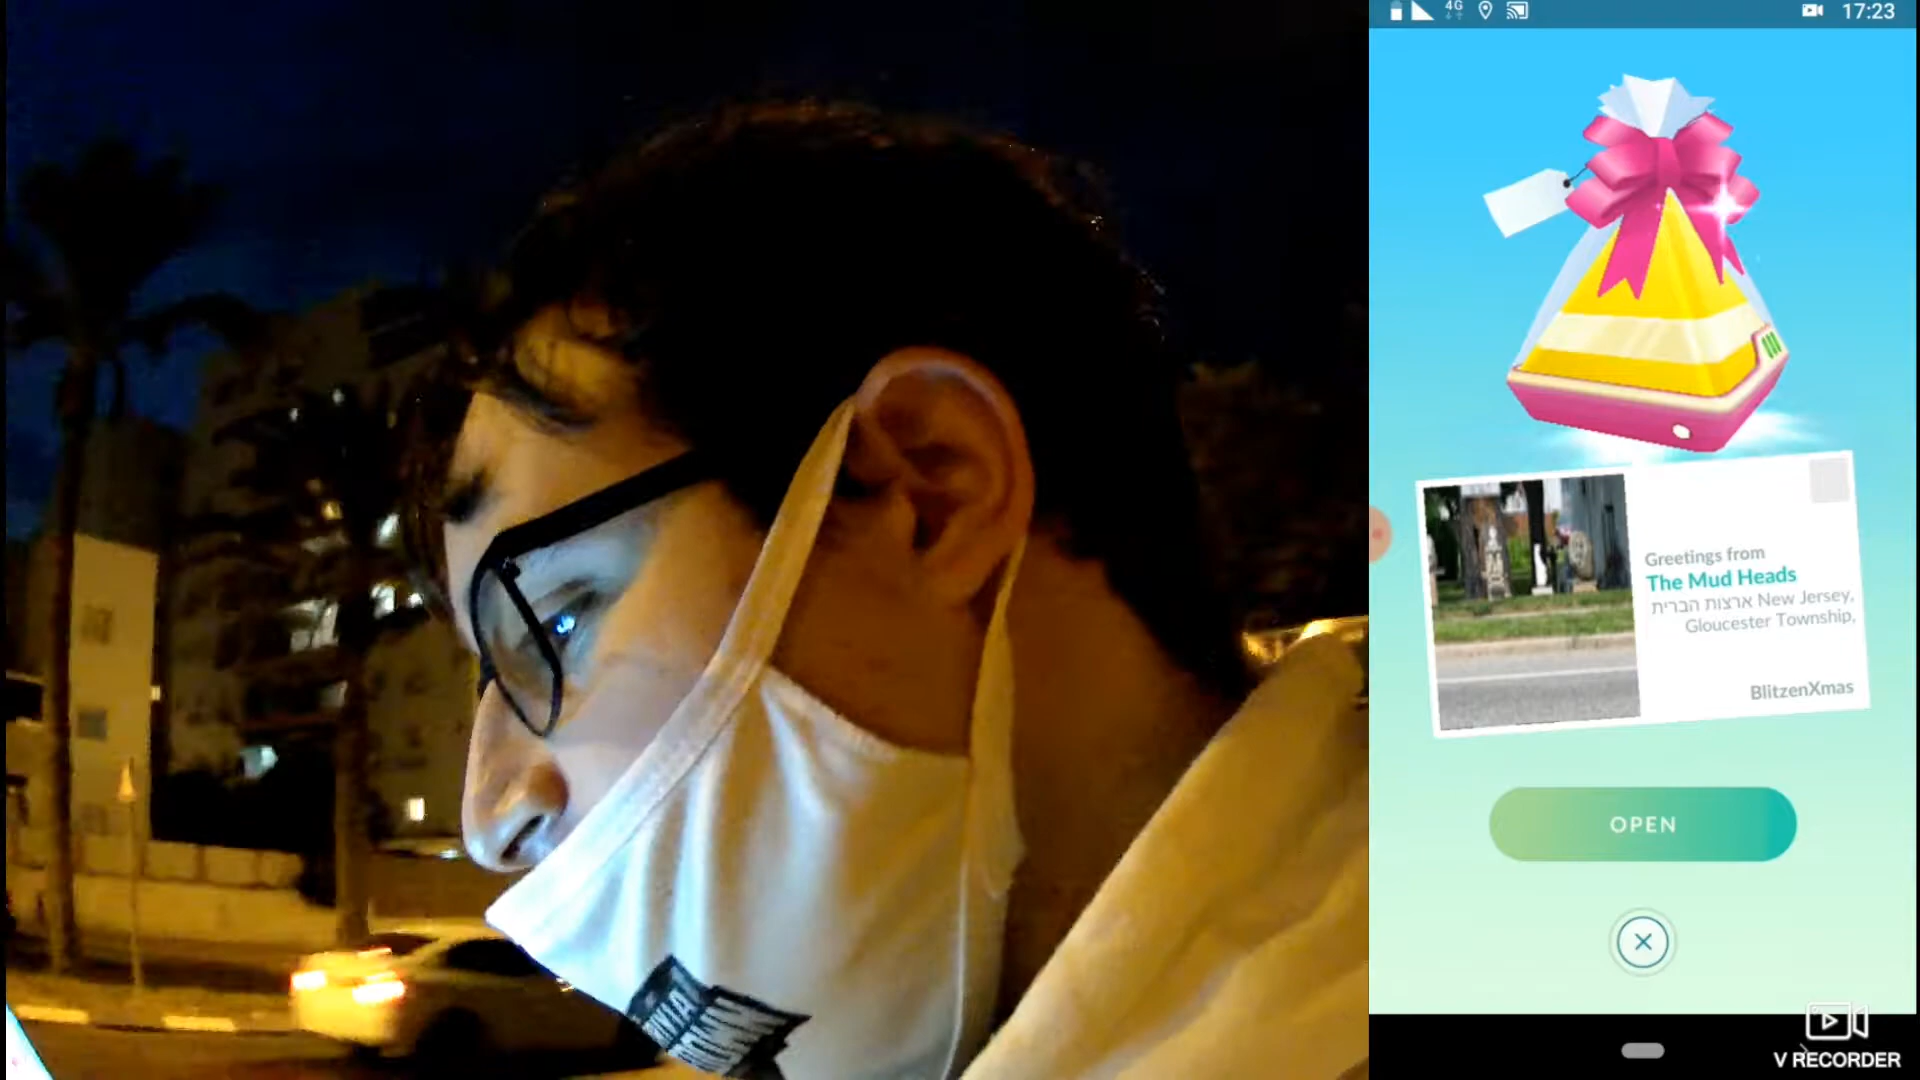 4G
17:23
Greetings from
The Mud Heads
ארצות הברית New Jersey,
Gloucester Township,
BlitzenXmas
OPEN
V RECORDER